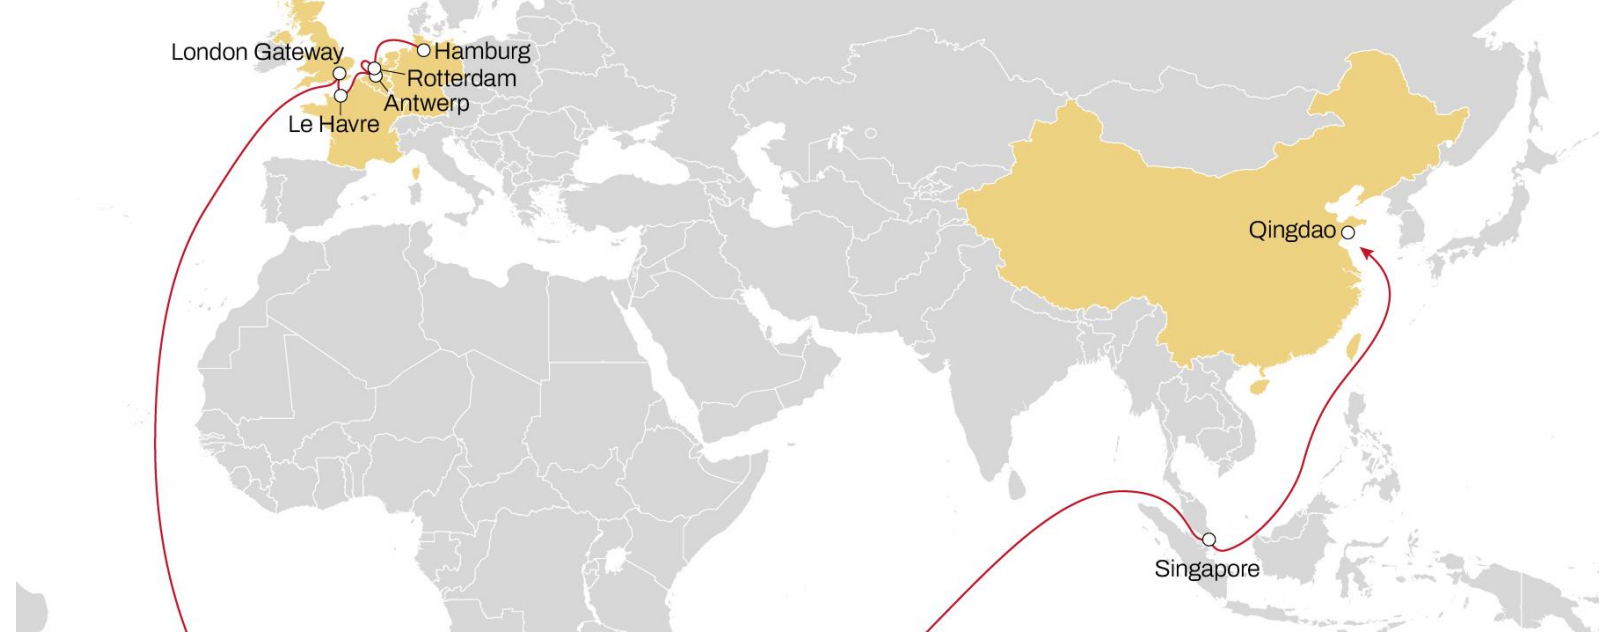 London Gateway
Hamburg
Rotterdam
Antwerp
Le Havre
Qingdao
Singapore